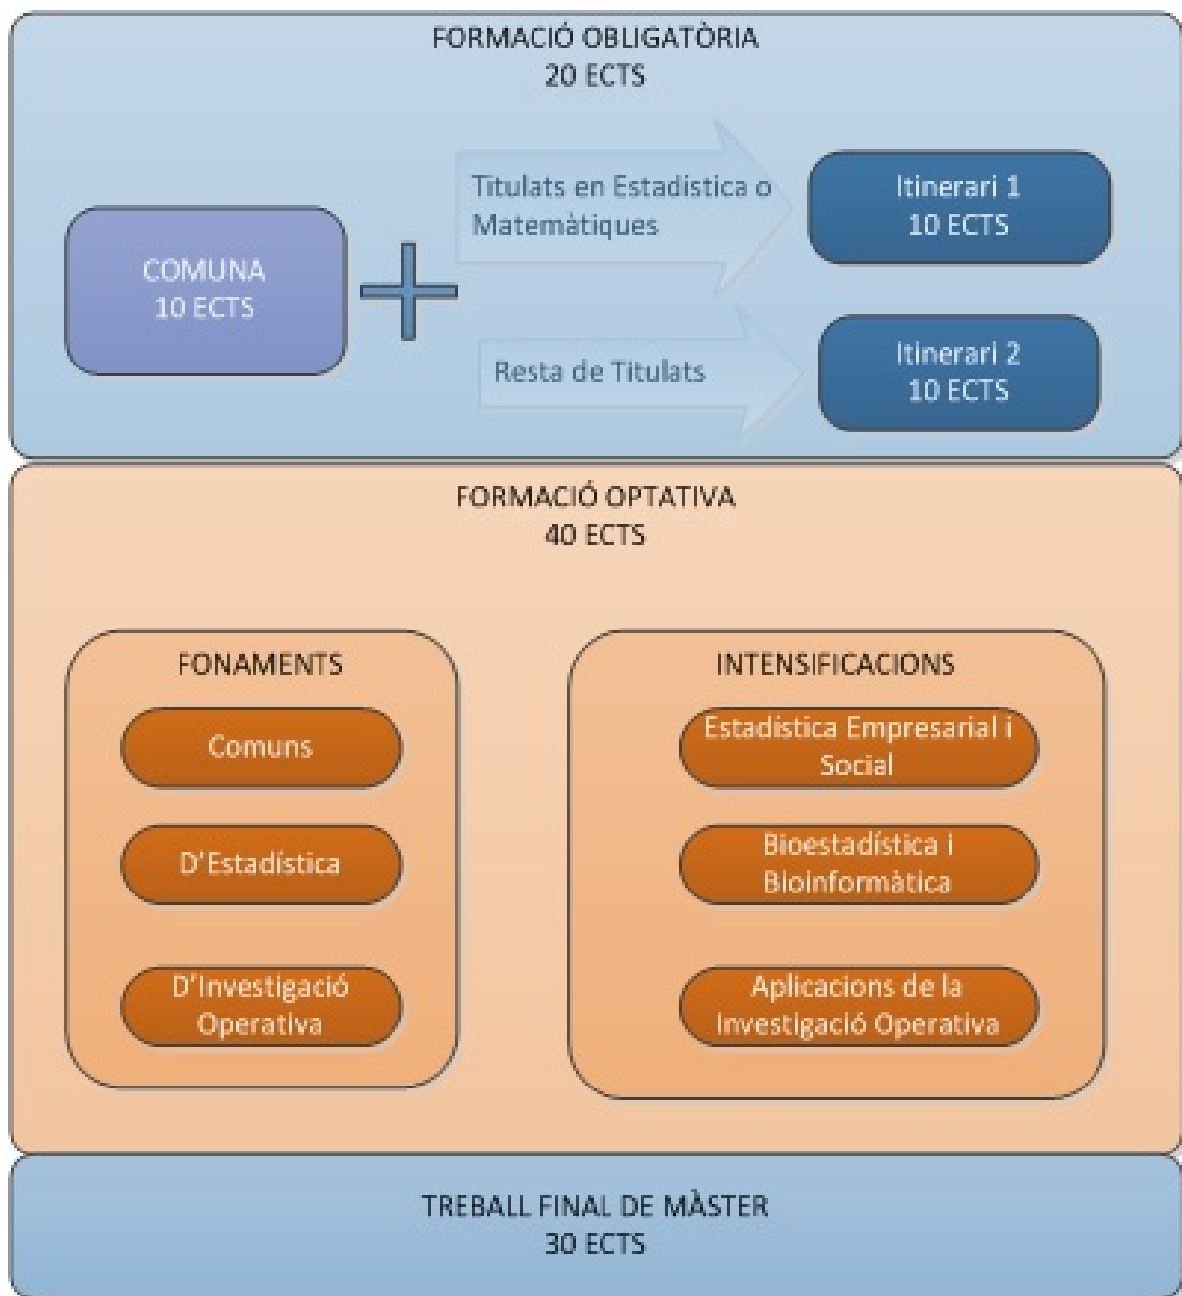 FORMACIÓ OBLIGATÒRIA
20 ECTS
COMUNA
10 ECTS
Titulats en Estadística o
Matemàtiques
Itinerari 1
10 ECTS
Resta de Titulats
Itinerari 2
10 ECTS
FORMACIÓ OPTATIVA
40 ECTS
FONAMENTS
Comuns
D'Estadística
D'Investigació
Operativa
INTENSIFICACIONS
Estadística Empresarial i
Social
Bioestadística i
Bioinformàtica
Aplicacions de la
Investigació Operativa
TREBALL FINAL DE MÀSTER
30 ECTS